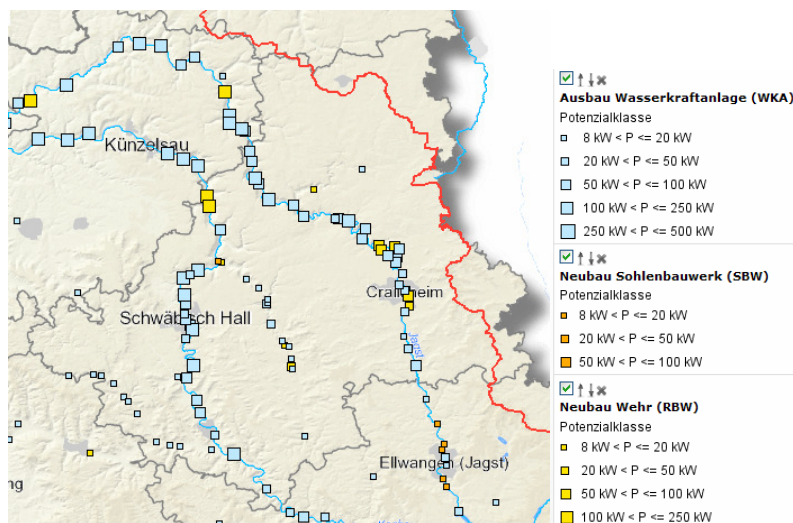 Künzelsau
Schwäbisch Hall
Jagst
Ellwangen (Jagst)
ng
Ausbau Wasserkraftanlage (WKA)
Potenzialklasse
8 kW < P <= 20 kW
20 kW < P <= 50 kW
50 kW < P <= 100 kW
100 kW < P <= 250 kW
250 kW < P <= 500 kW
Neubau Sohlenbauwerk (SBW)
Potenzialklasse
8 kW < P <= 20 kW
20 kW < P <= 50 kW
50 kW < P <= 100 kW
Neubau Wehr (RBW)
Potenzialklasse
8 kW < P <= 20 kW
20 kW < P <= 50 kW
50 kW < P <= 100 kW
100 kW < P <= 250 kW